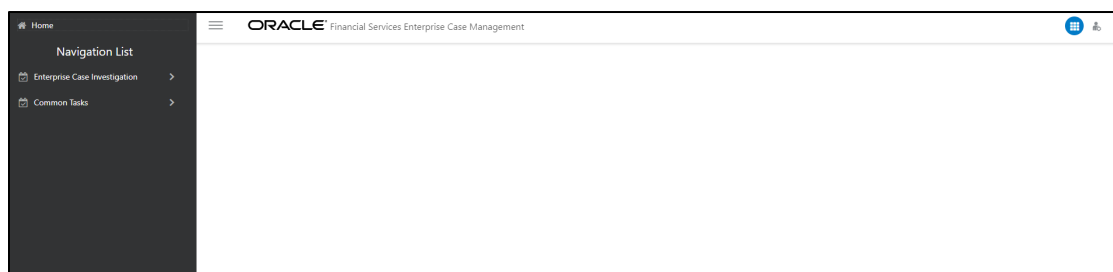 Home
ORACLE® Financial Services Enterprise Case Management
Navigation List
Enterprise Case Investigation
Common Tasks